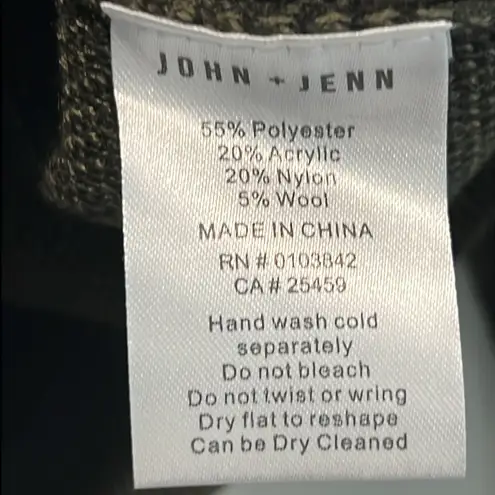 JOHN + JENN
55% Polyester
20% Acrylic
20% Nylon
5% Wool
MADE IN CHINA
RN # 0103842
CA # 25459
Hand wash cold
separately
Do not bleach
Do not twist or wring
Dry flat to reshape
Can be Dry Cleaned